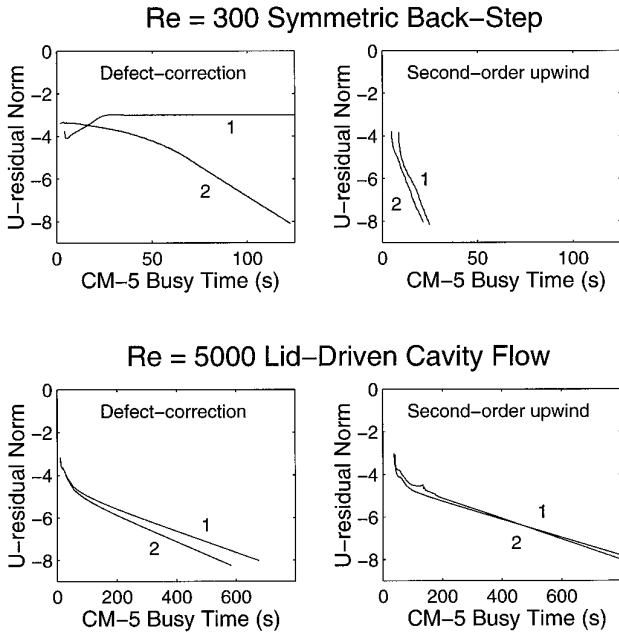 Re = 300 Symmetric Back-Step
U-residual Norm
0
-2
-4
-6
-8
Defect-correction
1
2
0 50 100
CM-5 Busy Time (s)
U-residual Norm
0
-2
-4
-6
-8
Second-order upwind
1
2
0 50 100
CM-5 Busy Time (s)
Re = 5000 Lid-Driven Cavity Flow
U-residual Norm
0
-2
-4
-6
-8
Defect-correction
1
2
0 200 400 600
CM-5 Busy Time (s)
U-residual Norm
0
-2
-4
-6
-8
Second-order upwind
1
2
0 200 400 600
CM-5 Busy Time (s)